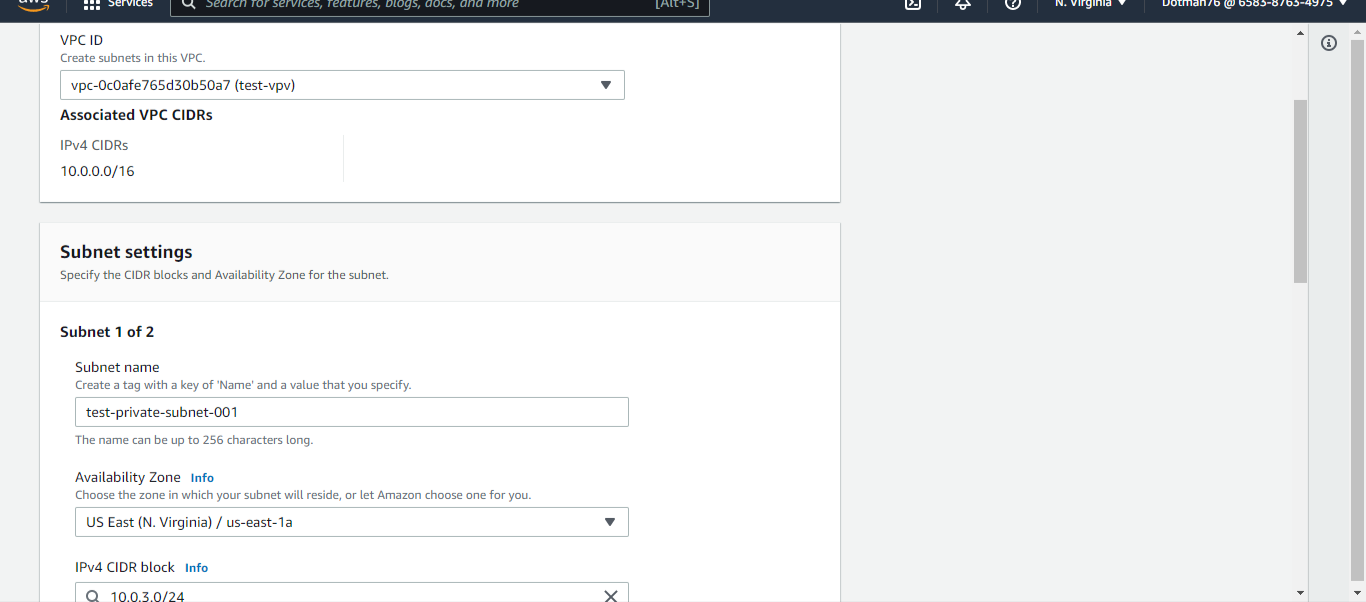 aws Services Search for services, features, blogs, docs, and more [Alt+S] N. Virginia Dotman76 @ 6583-8763-4975
VPC ID
Create subnets in this VPC.
vpc-0c0afe765d30b50a7 (test-vpv)
Associated VPC CIDRs
IPv4 CIDRs
10.0.0.0/16
Subnet settings
Specify the CIDR blocks and Availability Zone for the subnet.
Subnet 1 of 2
Subnet name
Create a tag with a key of 'Name' and a value that you specify.
test-private-subnet-001
The name can be up to 256 characters long.
Availability Zone Info
Choose the zone in which your subnet will reside, or let Amazon choose one for you.
US East (N. Virginia) / us-east-1a
IPv4 CIDR block Info
10.0.3.0/24